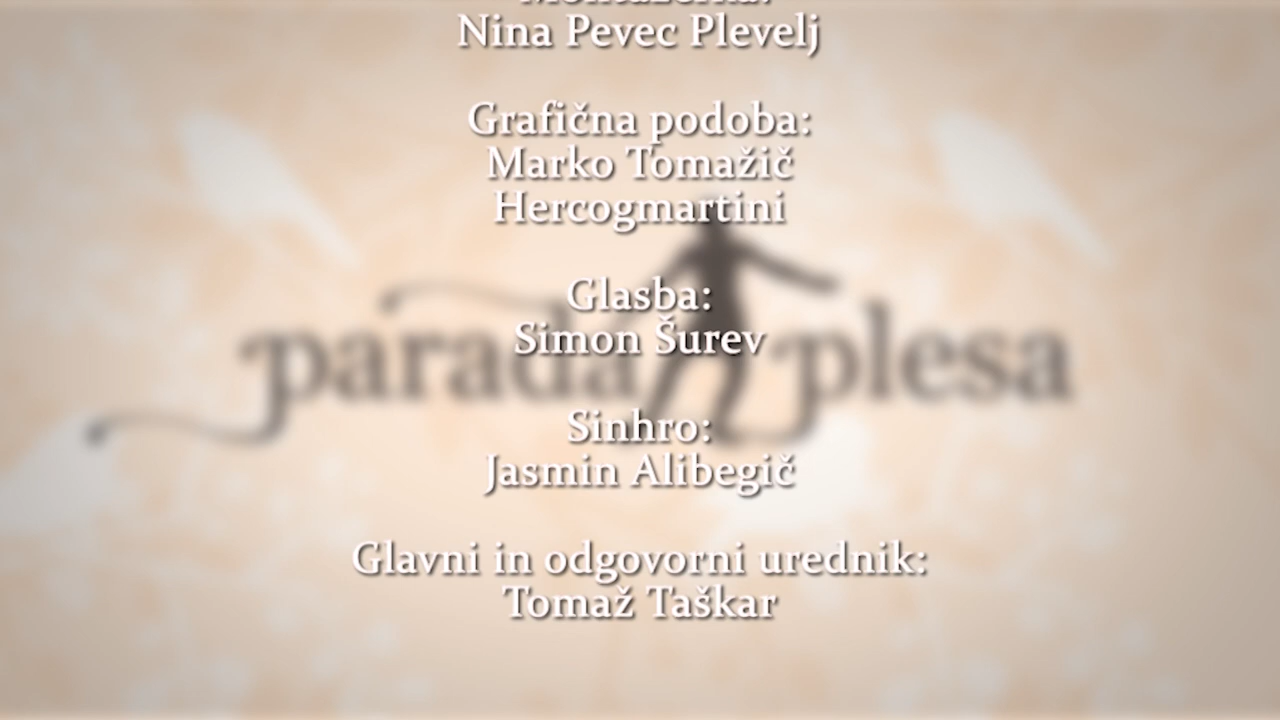 Nina Pevec Plevelj
Grafična podoba:
Marko Tomažič
Hercogmartini
Glasba:
Simon Šurev
parada plesa
Sinhro:
Jasmin Alibegič
Glavni in odgovorni urednik:
Tomaž Taškar